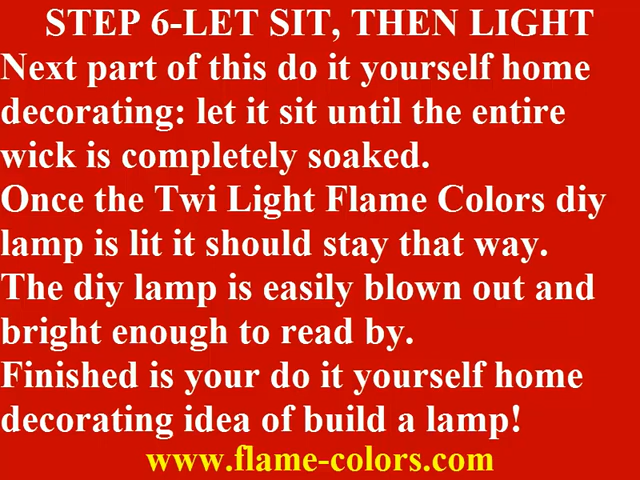 STEP 6-LET SIT, THEN LIGHT
Next part of this do it yourself home
decorating: let it sit until the entire
wick is completely soaked.
Once the Twi Light Flame Colors diy
lamp is lit it should stay that way.
The diy lamp is easily blown out and
bright enough to read by.
Finished is your do it yourself home
decorating idea of build a lamp!
www.flame-colors.com